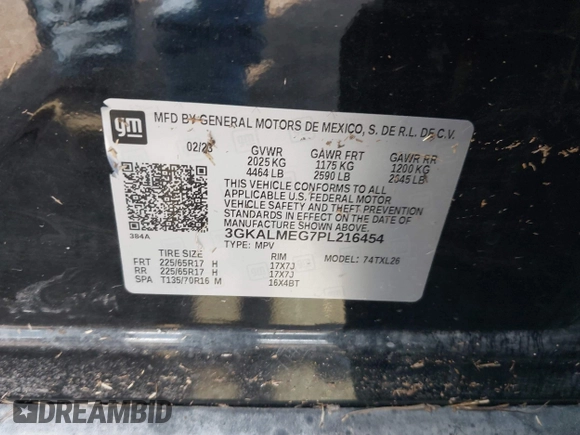 gm
MFD BY GENERAL MOTORS DE MEXICO, S. DE R.L. DE C.V.
02/23 GVWR GAWR FRT GAWR RR
2025 KG 1175 KG 1200 KG
4464 LB 2590 LB 2645 LB
THIS VEHICLE CONFORMS TO ALL
APPLICABLE U.S. FEDERAL MOTOR
VEHICLE SAFETY STANDARDS
AND THEFT PREVENTION
STANDARDS IN EFFECT ON THE DATE OF
MANUFACTURE SHOWN ABOVE.
3GKALMEG7PL216454
TYPE: MPV MODEL: 74TXL26
384A
TIRE SIZE RIM
FRT 225/65R17 H 17X7J
RR 225/65R17 H 17X7J
SPA T135/70R16 M 16X4BT
DREAMBID